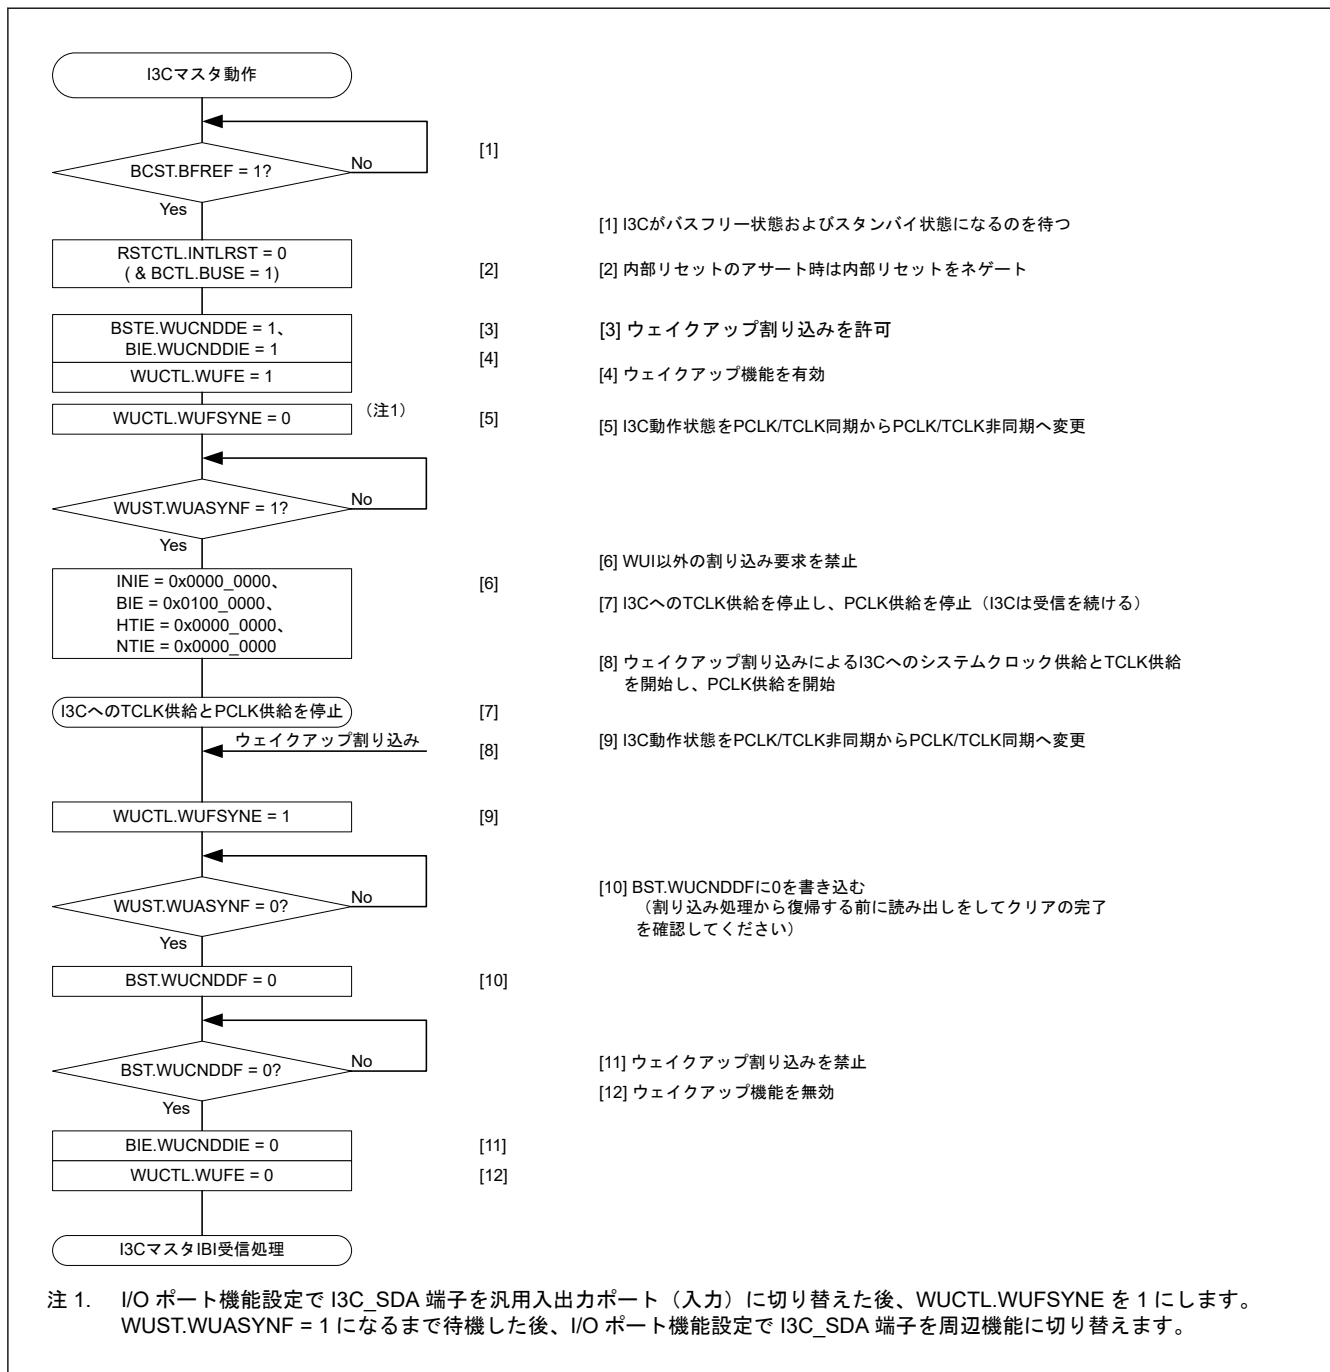 I3Cマスタ動作
BCST.BFREF = 1?
No
[1]
Yes
[1] I3Cがバスフリー状態およびスタンバイ状態になるのを待つ
RSTCTL.INTLRST = 0
( & BCTL.BUSE = 1)
[2]
[2] 内部リセットのアサート時は内部リセットをネゲート
BSTE.WUCNDDE = 1、
BIE.WUCNDDIE = 1
[3]
[3] ウェイクアップ割り込みを許可
[4]
WUCTL.WUFE = 1
[4] ウェイクアップ機能を有効
WUCTL.WUFSYNE = 0
（注1）
[5]
[5] I3C動作状態をPCLK/TCLK同期からPCLK/TCLK非同期へ変更
WUST.WUASYNF = 1?
No
Yes
[6] WUI以外の割り込み要求を禁止
INIE = 0x0000_0000、
BIE = 0x0100_0000、
HTIE = 0x0000_0000、
NTIE = 0x0000_0000
[6]
[7] I3CへのTCLK供給を停止し、PCLK供給を停止（I3Cは受信を続ける）
[8] ウェイクアップ割り込みによるI3Cへのシステムクロック供給とTCLK供給
を開始し、PCLK供給を開始
I3CへのTCLK供給とPCLK供給を停止
[7]
ウェイクアップ割り込み
[8]
[9] I3C動作状態をPCLK/TCLK非同期からPCLK/TCLK同期へ変更
WUCTL.WUFSYNE = 1
[9]
WUST.WUASYNF = 0?
No
Yes
[10] BST.WUCNDDFに0を書き込む
（割り込み処理から復帰する前に読み出しをしてクリアの完了
を確認してください）
BST.WUCNDDF = 0
[10]
BST.WUCNDDF = 0?
No
Yes
[11] ウェイクアップ割り込みを禁止
[12] ウェイクアップ機能を無効
BIE.WUCNDDIE = 0
[11]
WUCTL.WUFE = 0
[12]
I3CマスタIBI受信処理
注 1. I/O ポート機能設定で I3C_SDA 端子を汎用入出力ポート（入力）に切り替えた後、WUCTL.WUFSYNE を 1 にします。
WUST.WUASYNF = 1 になるまで待機した後、I/O ポート機能設定で I3C_SDA 端子を周辺機能に切り替えます。